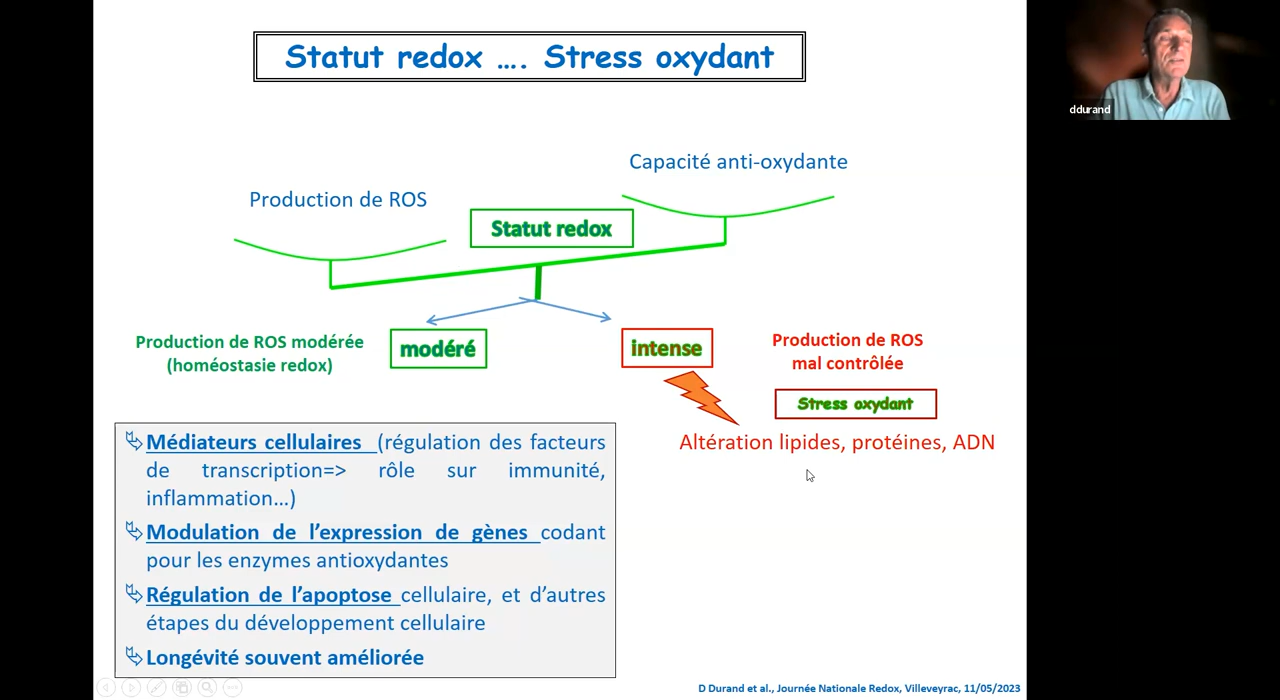 Statut redox …. Stress oxydant
ddurand
Capacité anti-oxydante
Production de ROS
Statut redox
Production de ROS modérée
(homéostasie redox)
modéré
intense
Production de ROS
mal contrôlée
Stress oxydant
Altération lipides, protéines, ADN
Médiateurs cellulaires (régulation des facteurs
de transcription=> rôle sur immunité,
inflammation…)
Modulation de l’expression de gènes codant
pour les enzymes antioxydantes
Régulation de l’apoptose cellulaire, et d’autres
étapes du développement cellulaire
Longévité souvent améliorée
D Durand et al., Journée Nationale Redox, Villeveyrac, 11/05/2023